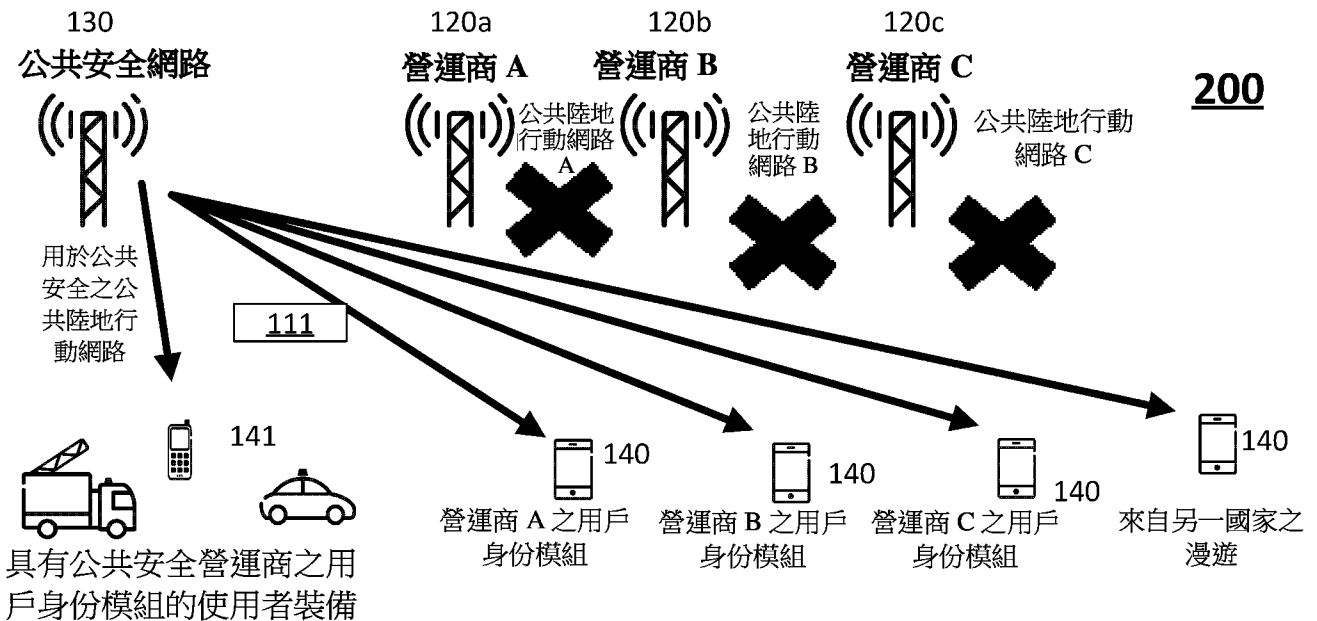 130
公共安全網路
120a
營運商 A
120b
營運商 B
120c
營運商 C
200
公共陸地
行動網路
A
公共陸
地行動
網路 B
公共陸地行動
網路 C
用於公共
安全之公
共陸地行
動網路
111
141
具有公共安全營運商之用
戶身份模組的使用者裝備
140
營運商 A 之用戶
身份模組
140
營運商 B 之用戶
身份模組
140
營運商 C 之用戶
身份模組
140
來自另一國家之
漫遊